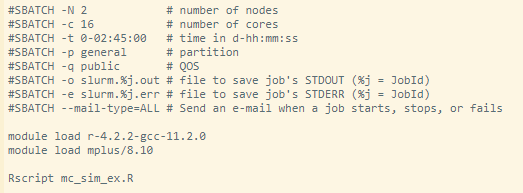 #SBATCH -N 2            # number of nodes
#SBATCH -c 16           # number of cores
#SBATCH -t 0-02:45:00   # time in d-hh:mm:ss
#SBATCH -p general      # partition
#SBATCH -q public       # QOS
#SBATCH -o slurm.%j.out # file to save job's STDOUT (%j = JobId)
#SBATCH -e slurm.%j.err # file to save job's STDERR (%j = JobId)
#SBATCH --mail-type=ALL # Send an e-mail when a job starts, stops, or fails
module load r-4.2.2-gcc-11.2.0
module load mplus/8.10
Rscript mc_sim_ex.R